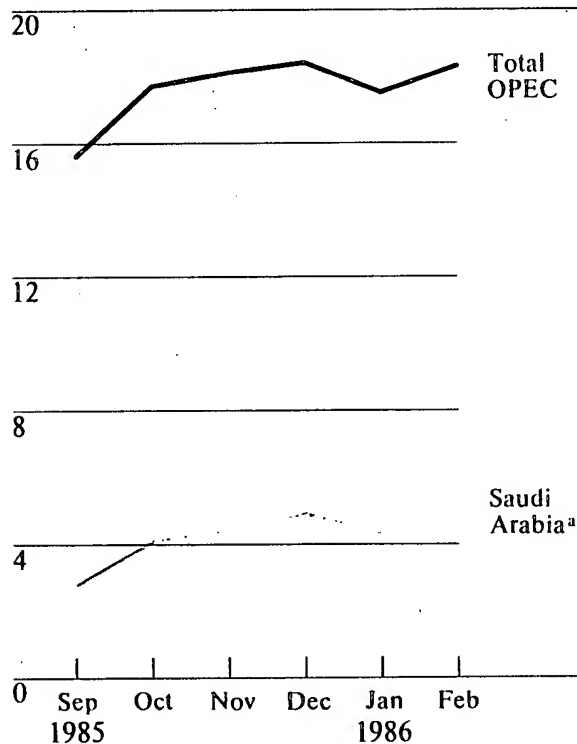 20
Total
OPEC
16
12
8
Saudi
Arabiaᵃ
4
0
Sep Oct Nov Dec Jan Feb
1985 1986